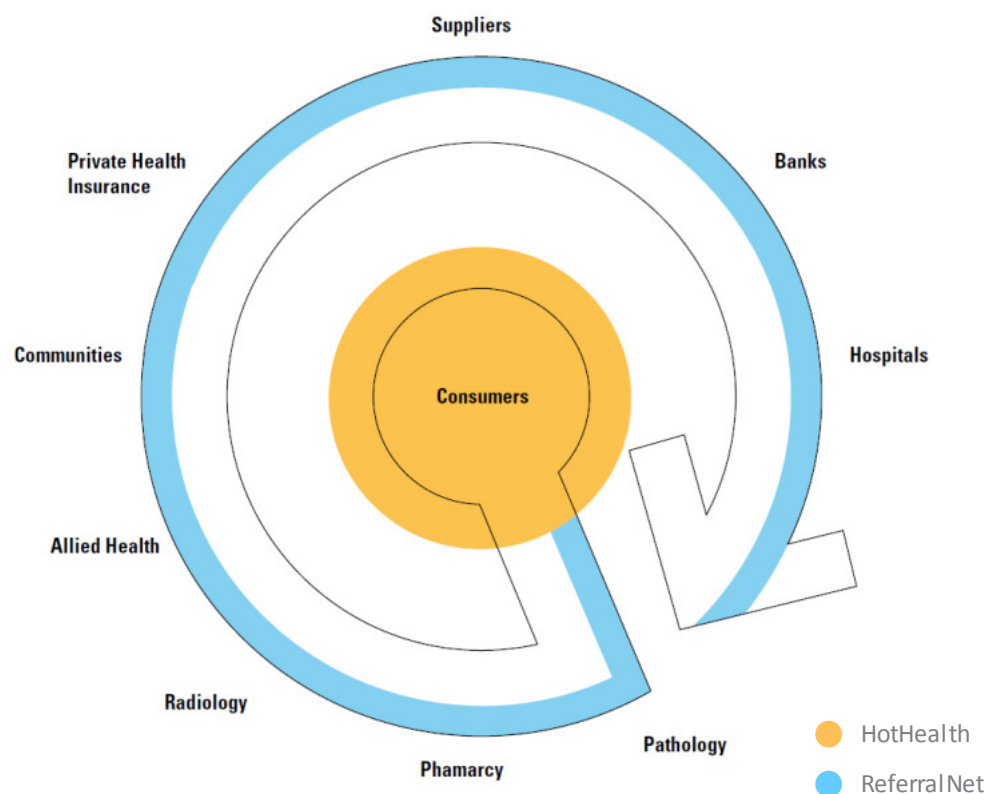 Suppliers
Private Health
Insurance
Banks
Communities
Hospitals
Consumers
Allied Health
Radiology
Pathology
Phamarcy
HotHealth
ReferralNet